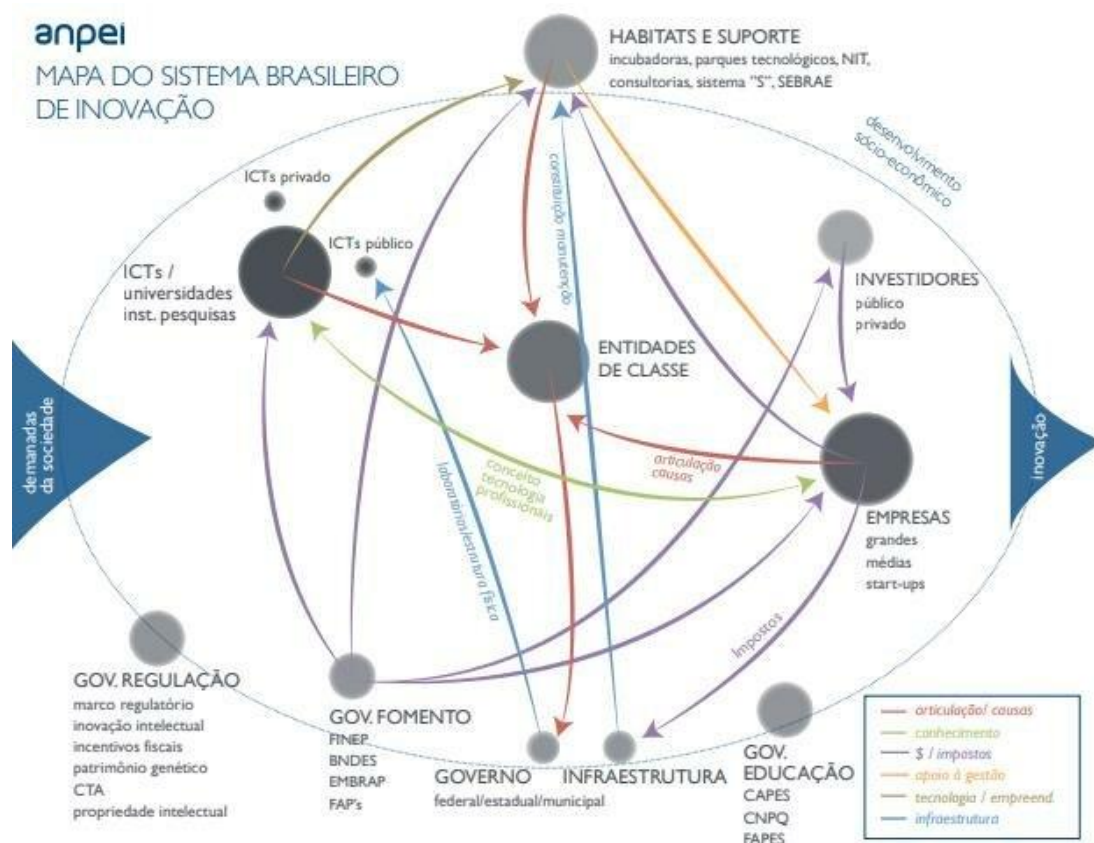 anpei
MAPA DO SISTEMA BRASILEIRO
DE INOVAÇÃO
HABITATS E SUPORTE
incubadoras, parques tecnológicos, NIT,
consultorias, sistema "S", SEBRAE
desenvolvimento
sócio-econômico
ICTs privado
ICTs público
ICTs /
universidades
inst. pesquisas
constituição manutenção
INVESTIDORES
público
privado
ENTIDADES
DE CLASSE
demanadas
da sociedade
inovação
articulação
causas
conceito
tecnologia
profissionais
laboratórios/estrutura física
EMPRESAS
grandes
médias
start-ups
Impostos
GOV. REGULAÇÃO
marco regulatório
inovação intelectual
incentivos fiscais
patrimônio genético
CTA
propriedade intelectual
GOV. FOMENTO
FINEP
BNDES
EMBRAP
FAP's
GOVERNO
federal/estadual/municipal
INFRAESTRUTURA
GOV.
EDUCAÇÃO
CAPES
CNPQ
FAPES
articulação/ causas
conhecimento
$ / impostos
apoio à gestão
tecnologia / empreend.
infraestrutura